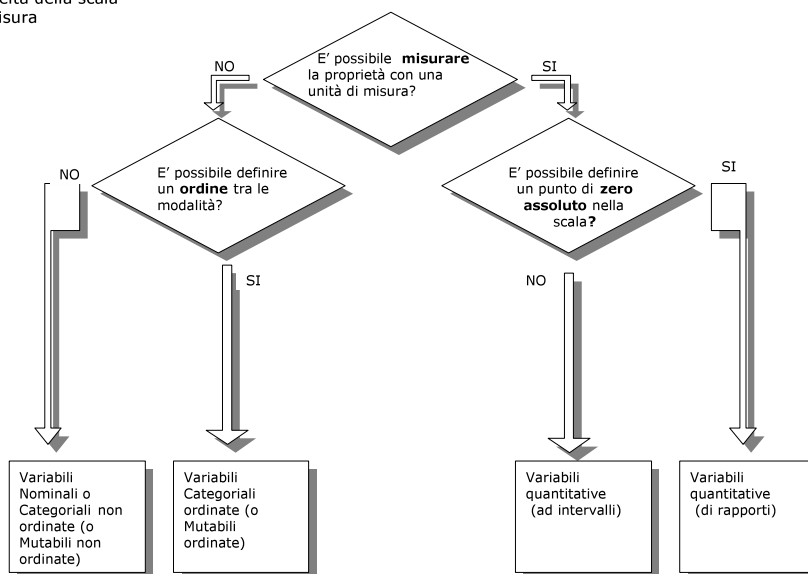 della scala
isura
NO
E' possibile misurare
la proprietà con una
unità di misura?
SI
NO
E' possibile definire
un ordine tra le
modalità?
E' possibile definire
un punto di zero
assoluto nella
scala?
SI
SI
NO
Variabili
Nominali o
Categoriali non
ordinate (o
Mutabili non
ordinate)
Variabili
Categoriali
ordinate (o
Mutabili
ordinate)
Variabili
quantitative
(ad intervalli)
Variabili
quantitative
(di rapporti)